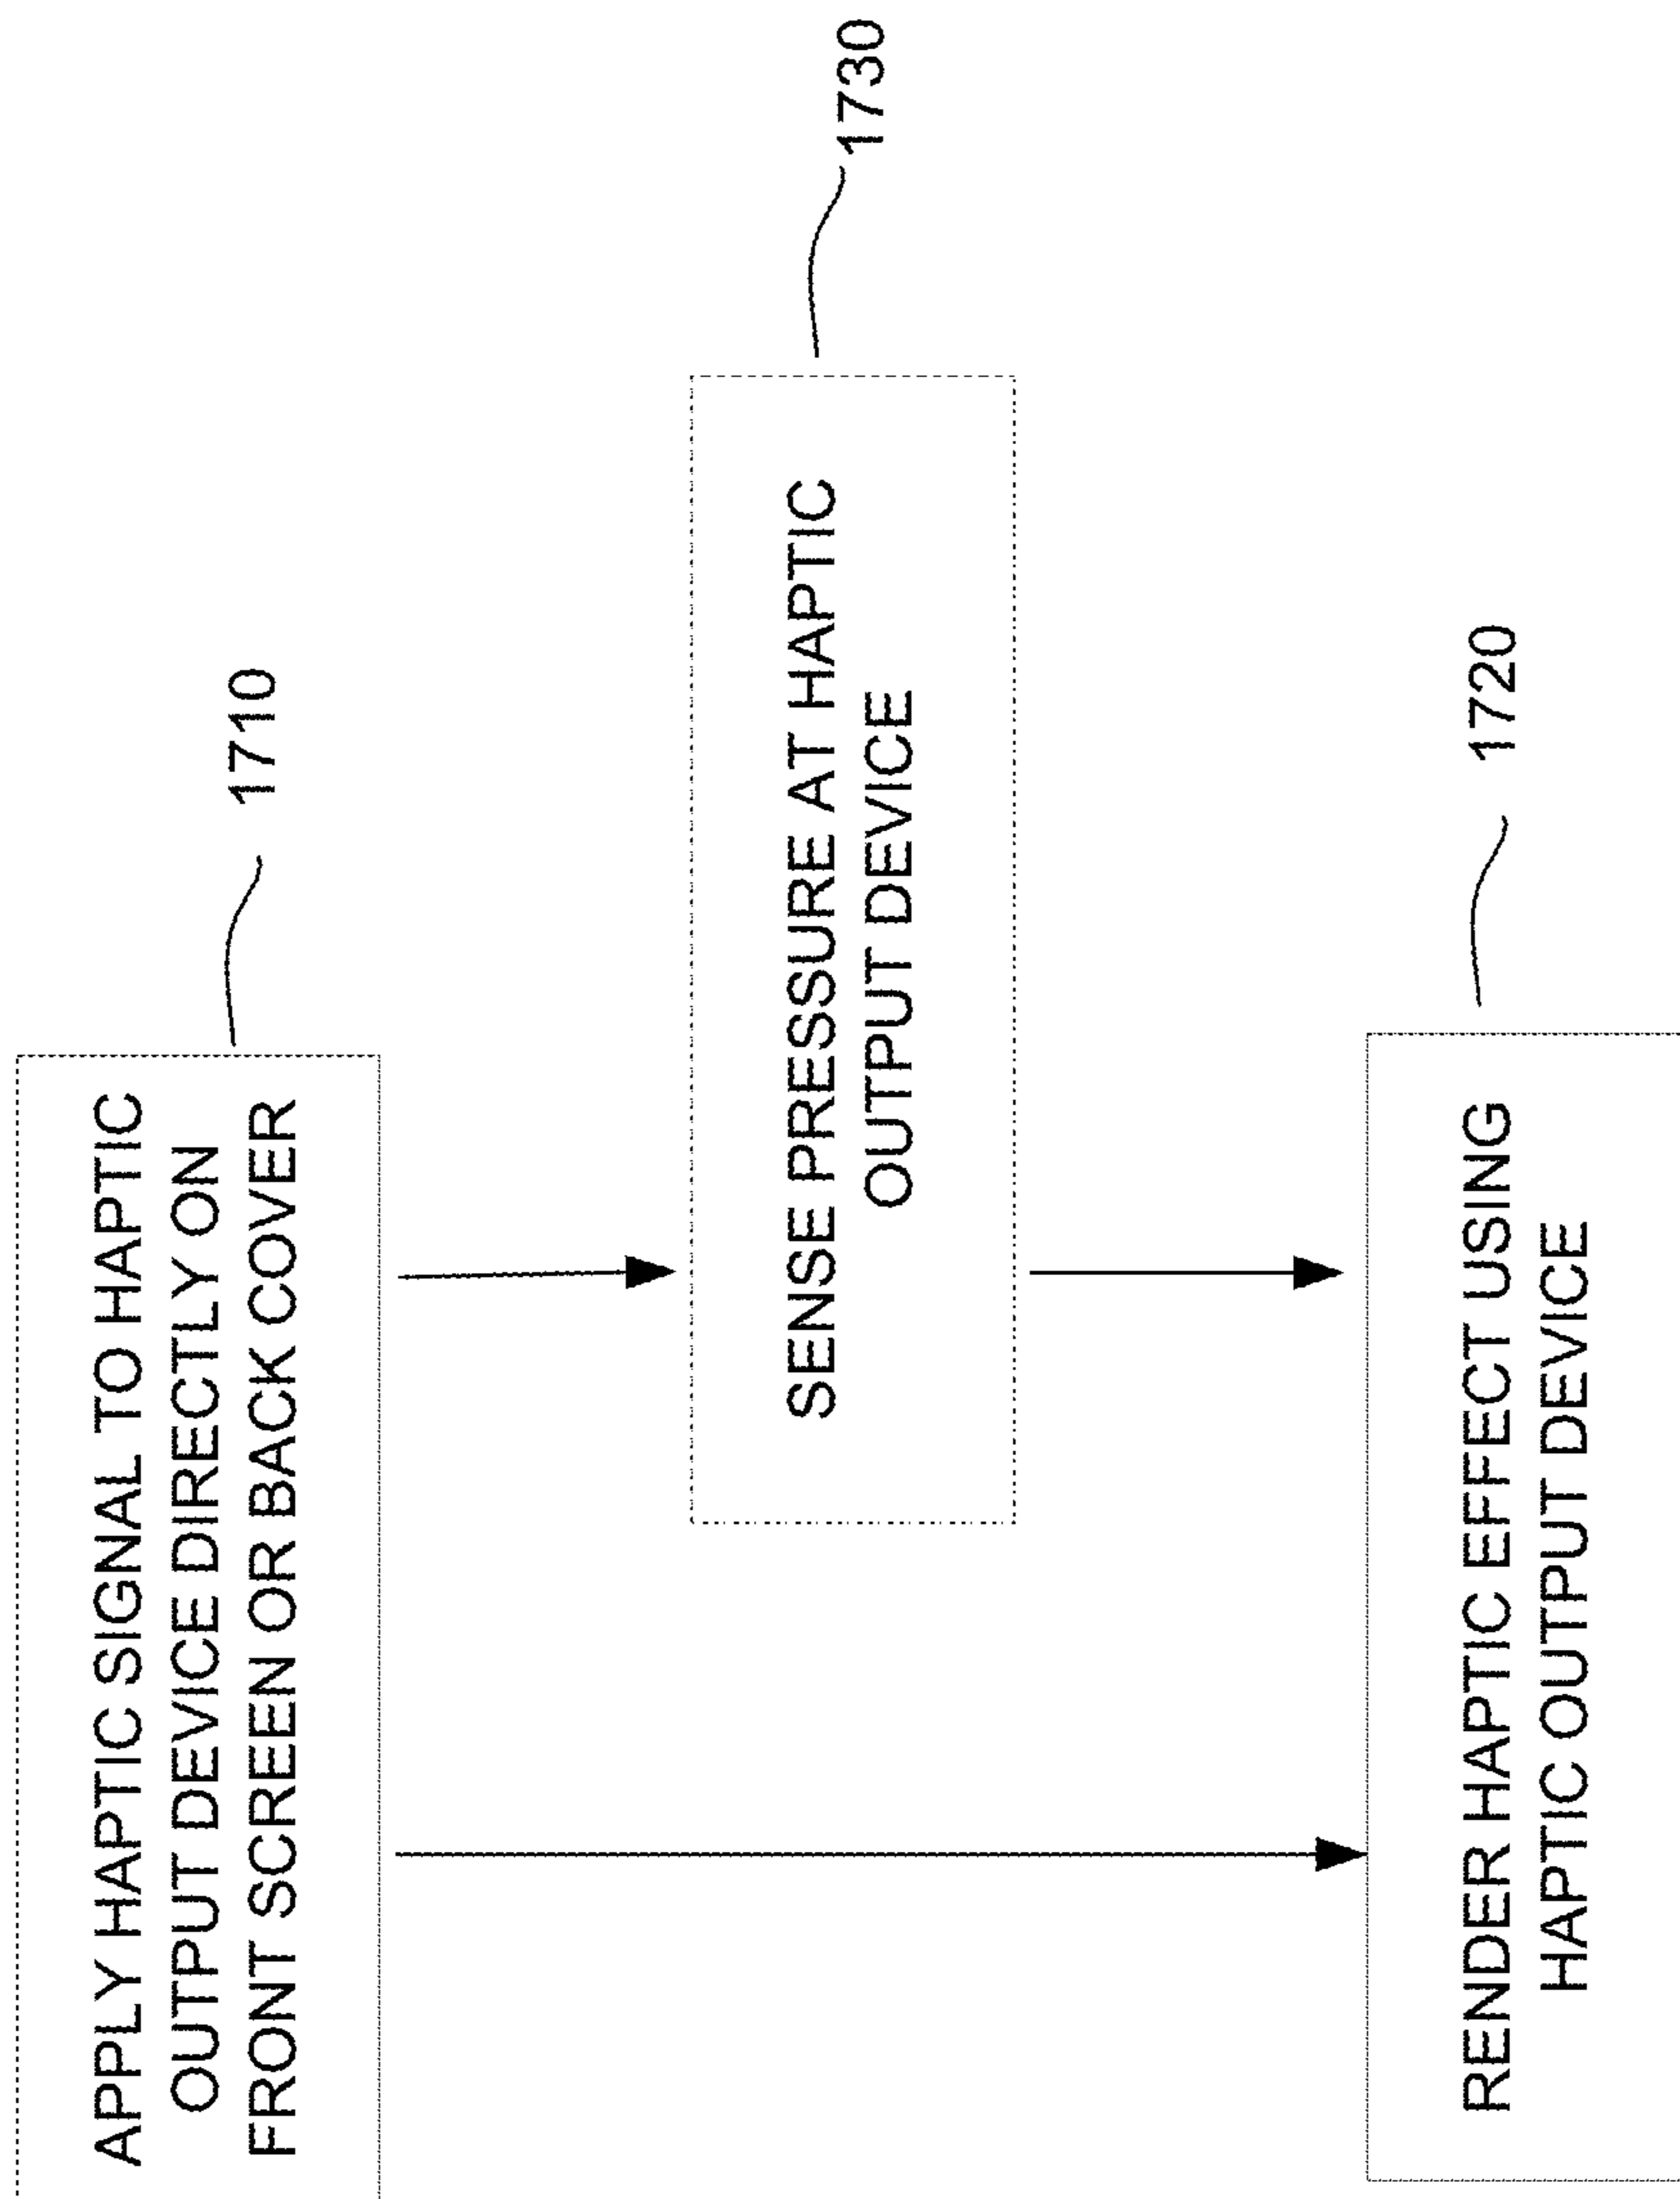 APPLY HAPTIC SIGNAL TO HAPTIC
OUTPUT DEVICE DIRECTLY ON
FRONT SCREEN OR BACK COVER
1710
SENSE PRESSURE AT HAPTIC
OUTPUT DEVICE
1730
RENDER HAPTIC EFFECT USING
HAPTIC OUTPUT DEVICE
1720